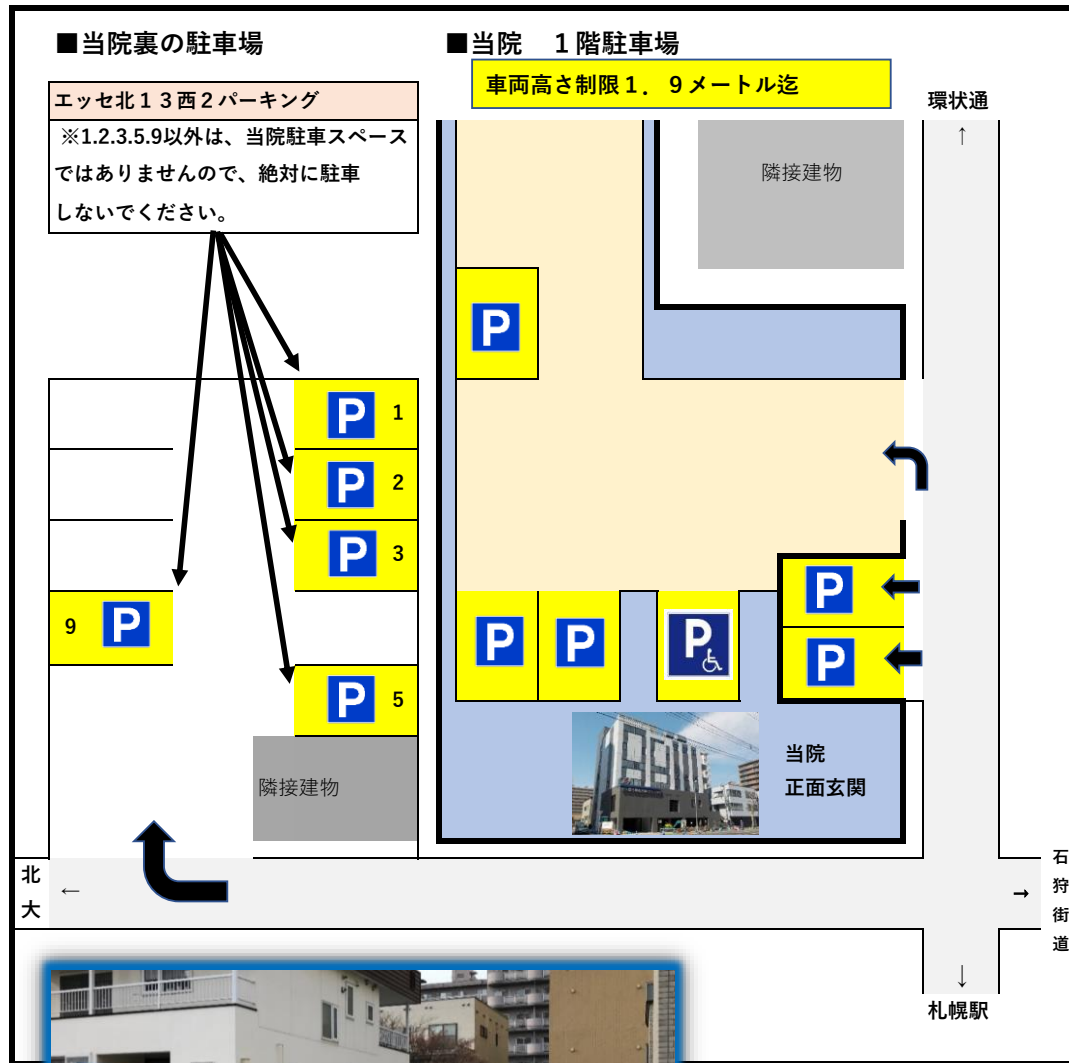 ■当院裏の駐車場
エッセ北１３西２パーキング
※1.2.3.5.9以外は、当院駐車スペース
ではありませんので、絶対に駐車
しないでください。
P 1
P 2
P 3
9 P
P 5
隣接建物
■当院　１階駐車場
車両高さ制限１．９メートル迄
環状通
↑
隣接建物
P
P
P
P
P
P
当院
正面玄関
北大
←
→
石狩街道
↓
札幌駅